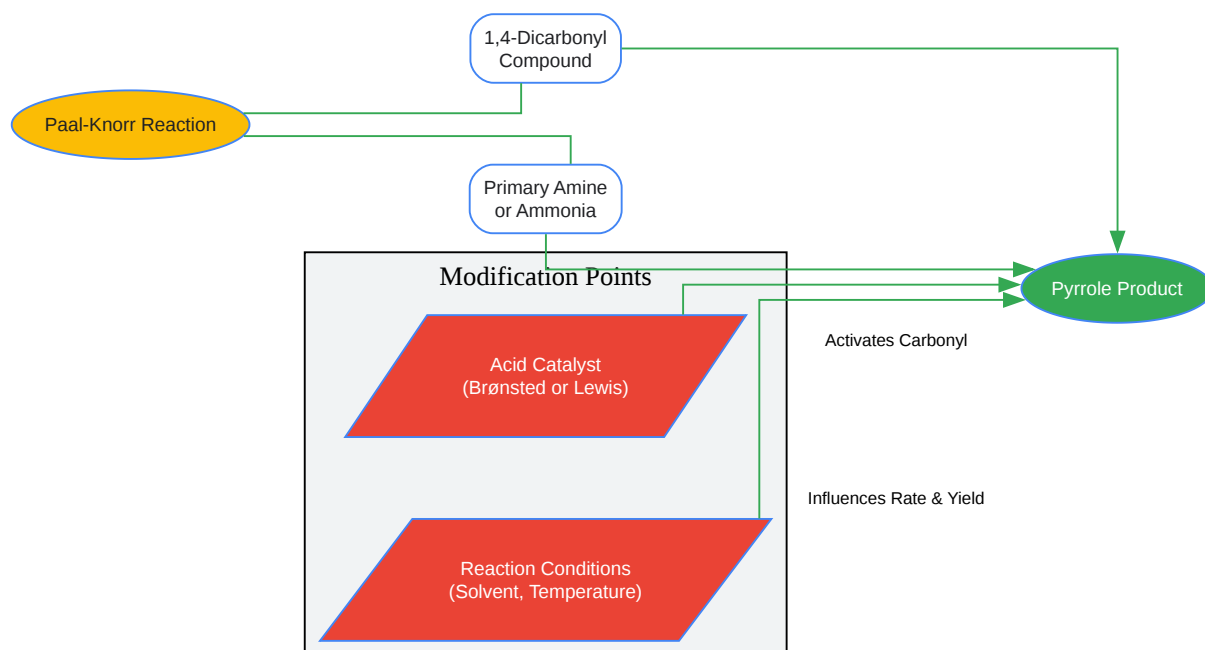 1,4-Dicarbonyl
Compound
Paal-Knorr Reaction
Primary Amine
or Ammonia
Modification Points
Pyrrole Product
Activates Carbonyl
Acid Catalyst
(Brønsted or Lewis)
Influences Rate & Yield
Reaction Conditions
(Solvent, Temperature)